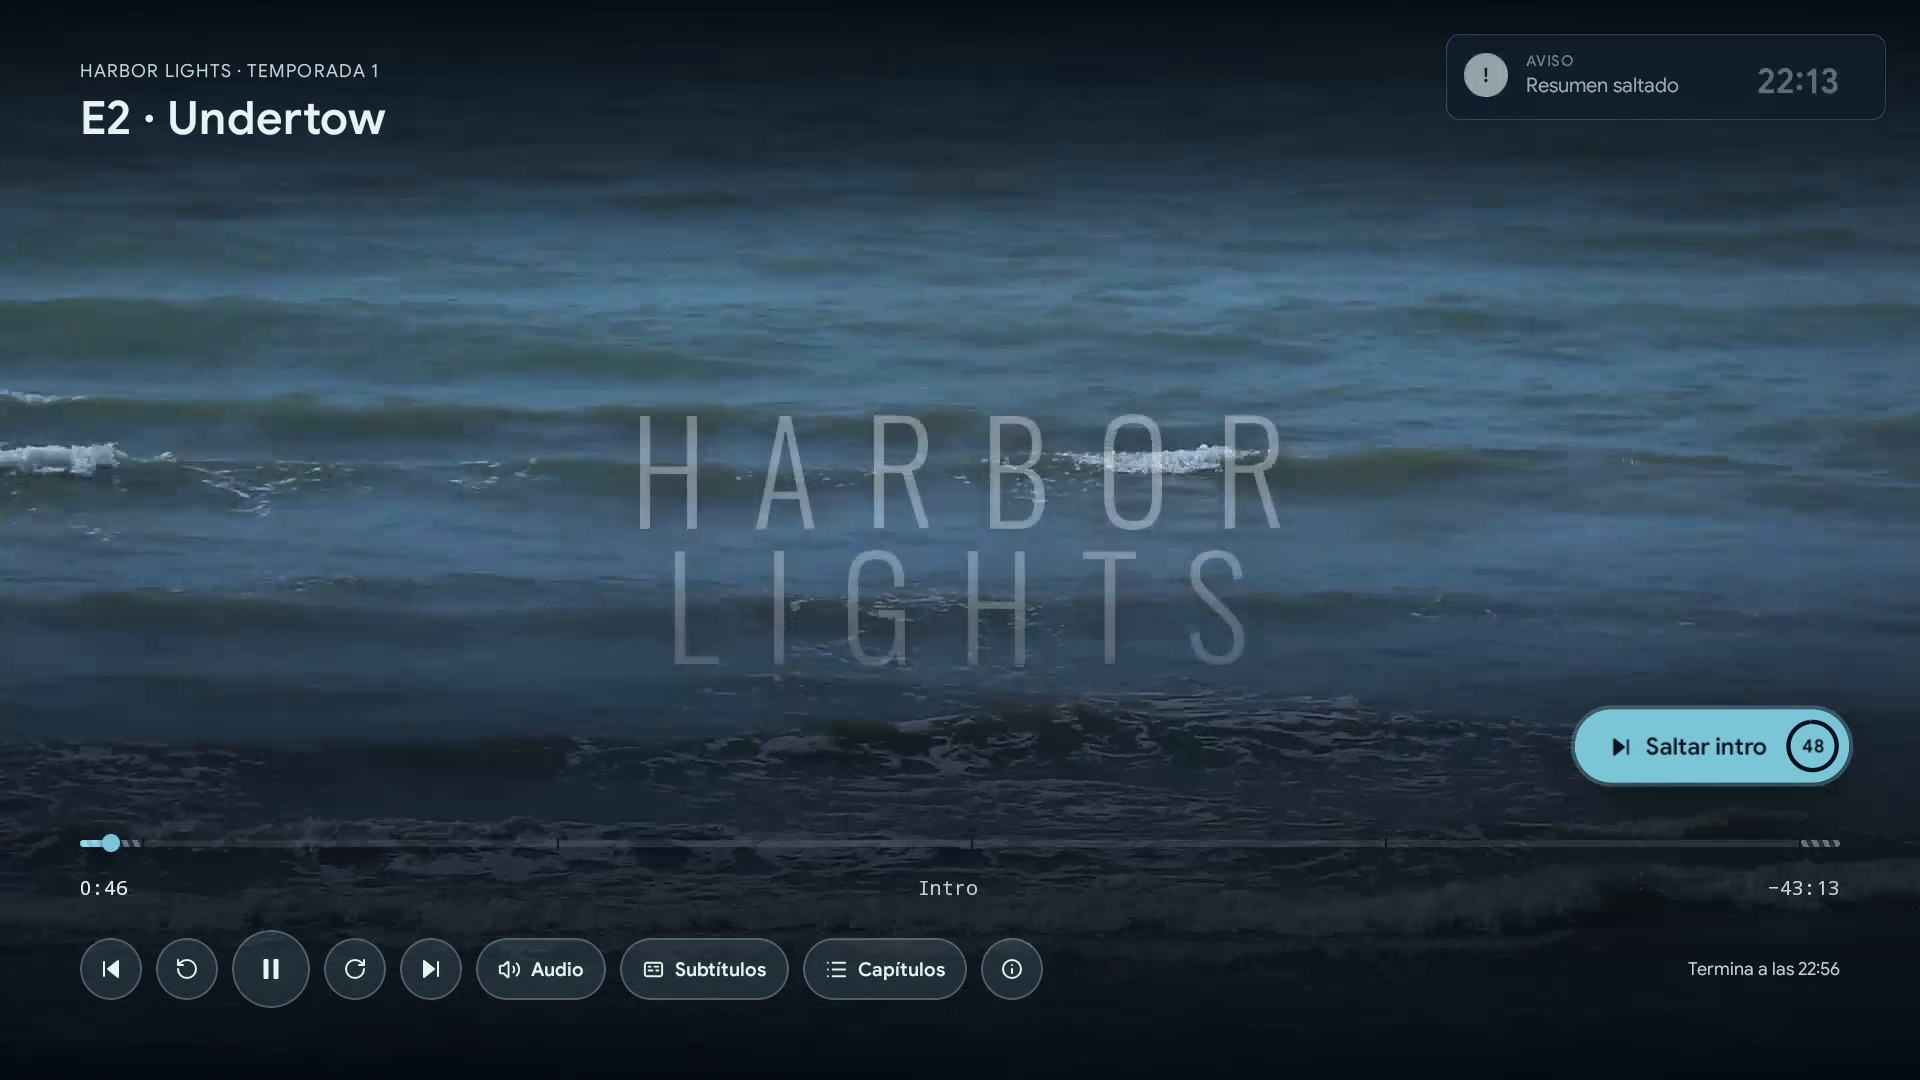 HARBOR LIGHTS · TEMPORADA 1
E2 · Undertow
AVISO
Resumen saltado
22:13
!
HARBOR
LIGHTS
Saltar intro
48
0:46
Intro
−43:13
Audio
Subtítulos
Capítulos
Termina a las 22:56